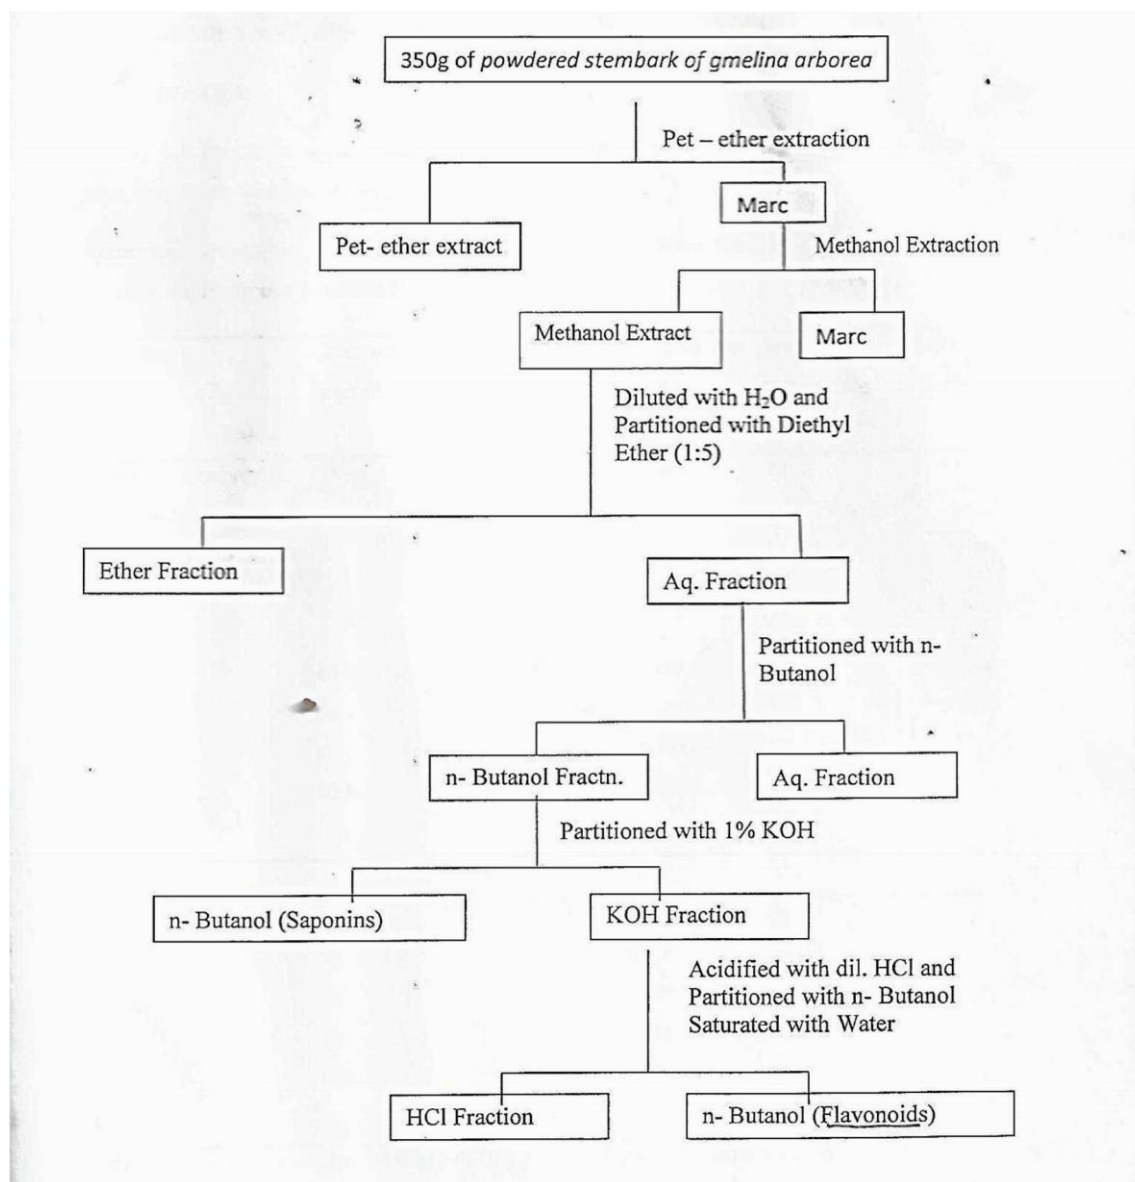 350g of powdered stembark of gmelina arborea
Pet – ether extraction
Marc
Pet- ether extract
Methanol Extraction
Methanol Extract
Marc
Diluted with H₂O and
Partitioned with Diethyl
Ether (1:5)
Ether Fraction
Aq. Fraction
Partitioned with n-
Butanol
n- Butanol Fractn.
Aq. Fraction
Partitioned with 1% KOH
n- Butanol (Saponins)
KOH Fraction
Acidified with dil. HCl and
Partitioned with n- Butanol
Saturated with Water
HCl Fraction
n- Butanol (Flavonoids)